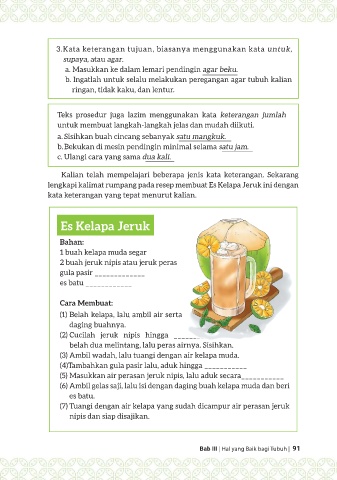 3.Kata keterangan tujuan, biasanya menggunakan kata untuk,
supaya, atau agar.
a. Masukkan ke dalam lemari pendingin agar beku.
b. Ingatlah untuk selalu melakukan peregangan agar tubuh kalian
ringan, tidak kaku, dan lentur.
Teks prosedur juga lazim menggunakan kata keterangan jumlah
untuk membuat langkah-langkah jelas dan mudah diikuti.
a. Sisihkan buah cincang sebanyak satu mangkuk.
b. Bekukan di mesin pendingin minimal selama satu jam.
c. Ulangi cara yang sama dua kali.
Kalian telah mempelajari beberapa jenis kata keterangan. Sekarang
lengkapi kalimat rumpang pada resep membuat Es Kelapa Jeruk ini dengan
kata keterangan yang tepat menurut kalian.
Es Kelapa Jeruk
Bahan:
1 buah kelapa muda segar
2 buah jeruk nipis atau jeruk peras
gula pasir _____________
es batu ____________
Cara Membuat:
(1) Belah kelapa, lalu ambil air serta
daging buahnya.
(2) Cucilah jeruk nipis hingga ______
belah dua melintang, lalu peras airnya. Sisihkan.
(3) Ambil wadah, lalu tuangi dengan air kelapa muda.
(4)Tambahkan gula pasir lalu, aduk hingga ___________
(5) Masukkan air perasan jeruk nipis, lalu aduk secara___________
(6) Ambil gelas saji, lalu isi dengan daging buah kelapa muda dan beri
es batu.
(7) Tuangi dengan air kelapa yang sudah dicampur air perasan jeruk
nipis dan siap disajikan.
Bab III | Hal yang Baik bagi Tubuh | 91